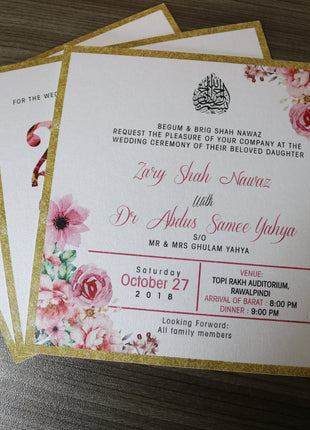 FOR THE WED
BEGUM & BRIG SHAH NAWAZ
REQUEST THE PLEASURE OF YOUR COMPANY AT THE
WEDDING CEREMONY OF THEIR BELOVED DAUGHTER
Zary Shah Nawaz
With
Dr Abdus Samee Yahya
S/O
MR & MRS GHULAM YAHYA
Saturday
October 27
2018
VENUE:
TOPI RAKH AUDITORIUM,
RAWALPINDI
ARRIVAL OF BARAT : 8:00 PM
DINNER : 9:00 PM
Looking Forward:
All family members